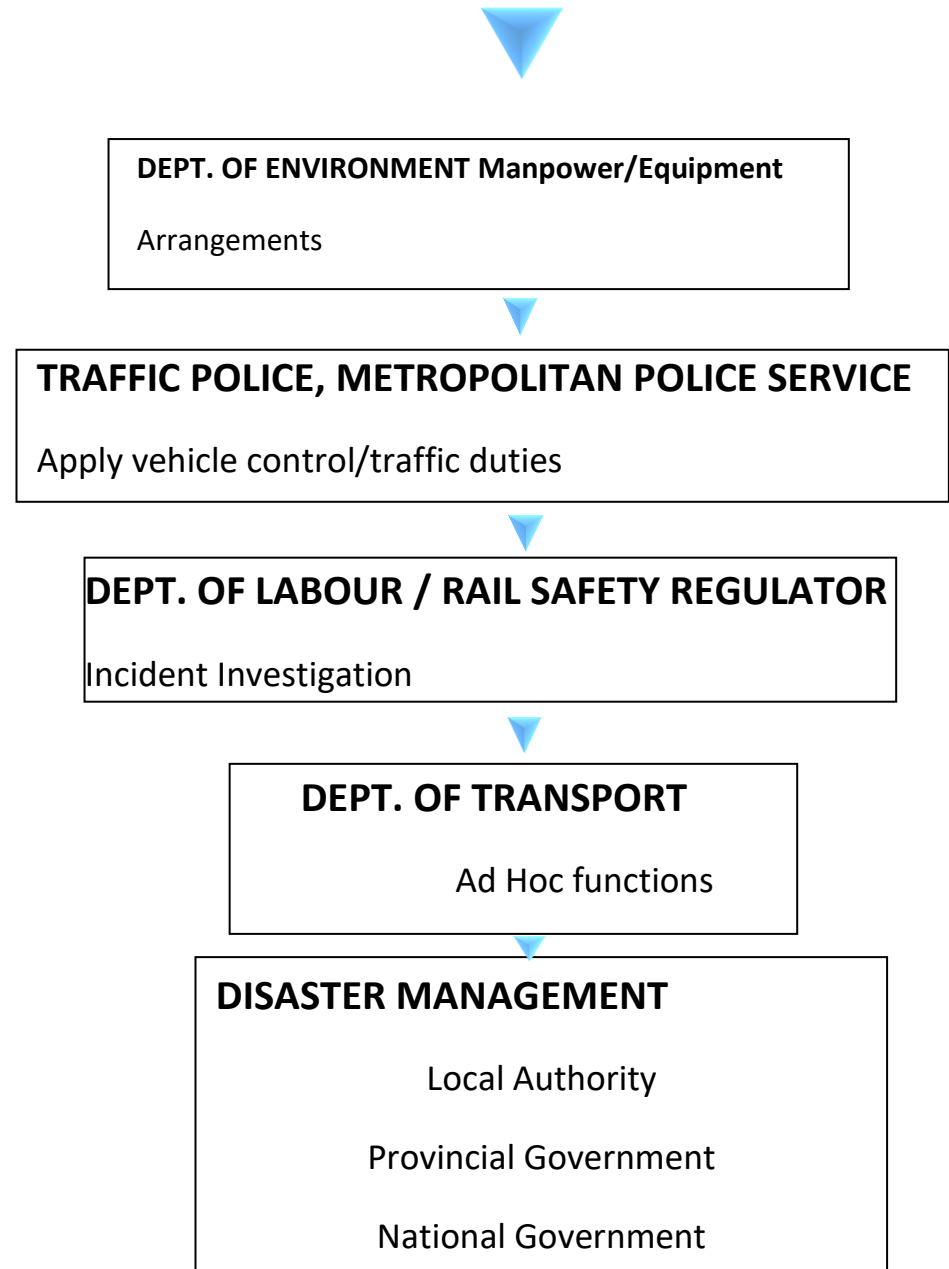 DEPT. OF ENVIRONMENT Manpower/Equipment
Arrangements
TRAFFIC POLICE, METROPOLITAN POLICE SERVICE
Apply vehicle control/traffic duties
DEPT. OF LABOUR / RAIL SAFETY REGULATOR
Incident Investigation
DEPT. OF TRANSPORT
Ad Hoc functions
DISASTER MANAGEMENT
Local Authority
Provincial Government
National Government